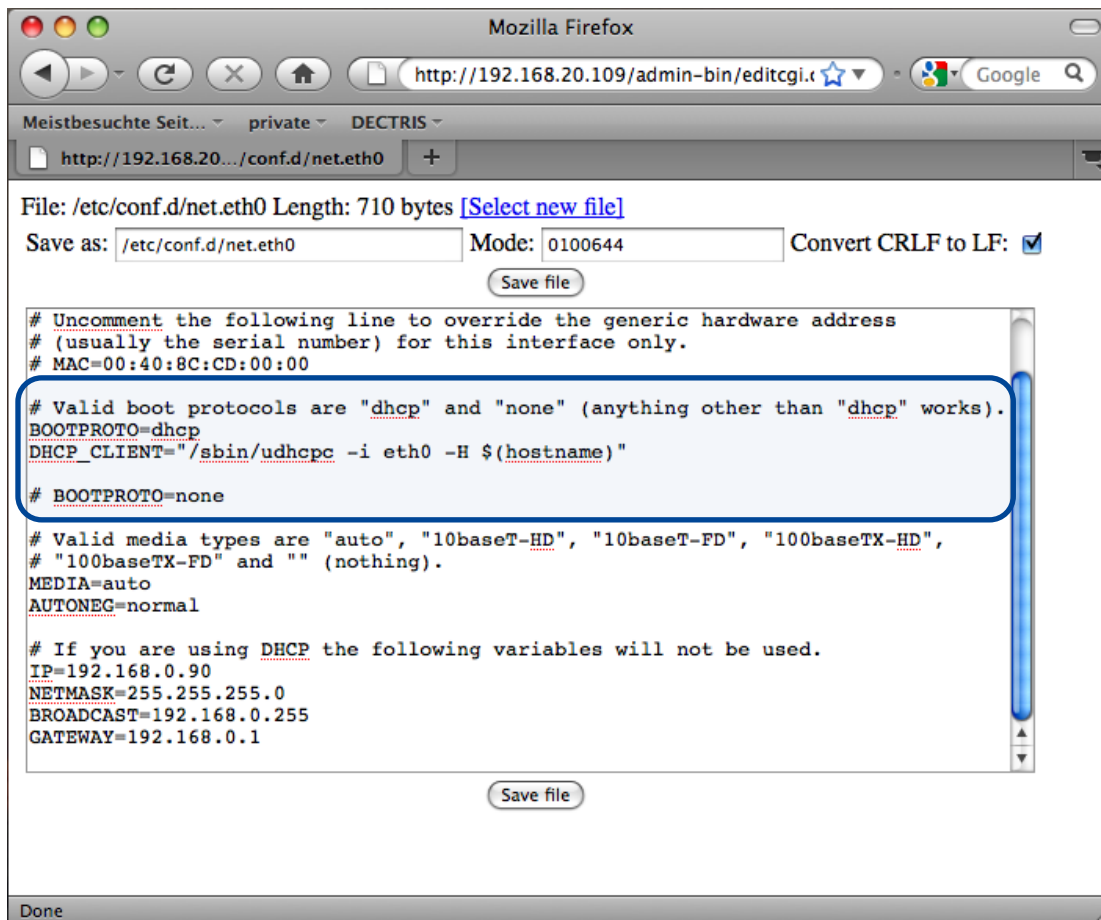 Mozilla Firefox
http://192.168.20.109/admin-bin/editcgi.c
Google
Meistbesuchte Seit... private DECTRIS
http://192.168.20.../conf.d/net.eth0 +
File: /etc/conf.d/net.eth0 Length: 710 bytes [Select new file]
Save as: /etc/conf.d/net.eth0 Mode: 0100644 Convert CRLF to LF:
Save file
# Uncomment the following line to override the generic hardware address
# (usually the serial number) for this interface only.
# MAC=00:40:8C:CD:00:00
# Valid boot protocols are "dhcp" and "none" (anything other than "dhcp" works).
BOOTPROTO=dhcp
DHCP_CLIENT="/sbin/udhcpc -i eth0 -H $(hostname)"
# BOOTPROTO=none
# Valid media types are "auto", "10baseT-HD", "10baseT-FD", "100baseTX-HD",
# "100baseTX-FD" and "" (nothing).
MEDIA=auto
AUTONEG=normal
# If you are using DHCP the following variables will not be used.
IP=192.168.0.90
NETMASK=255.255.255.0
BROADCAST=192.168.0.255
GATEWAY=192.168.0.1
Save file
Done